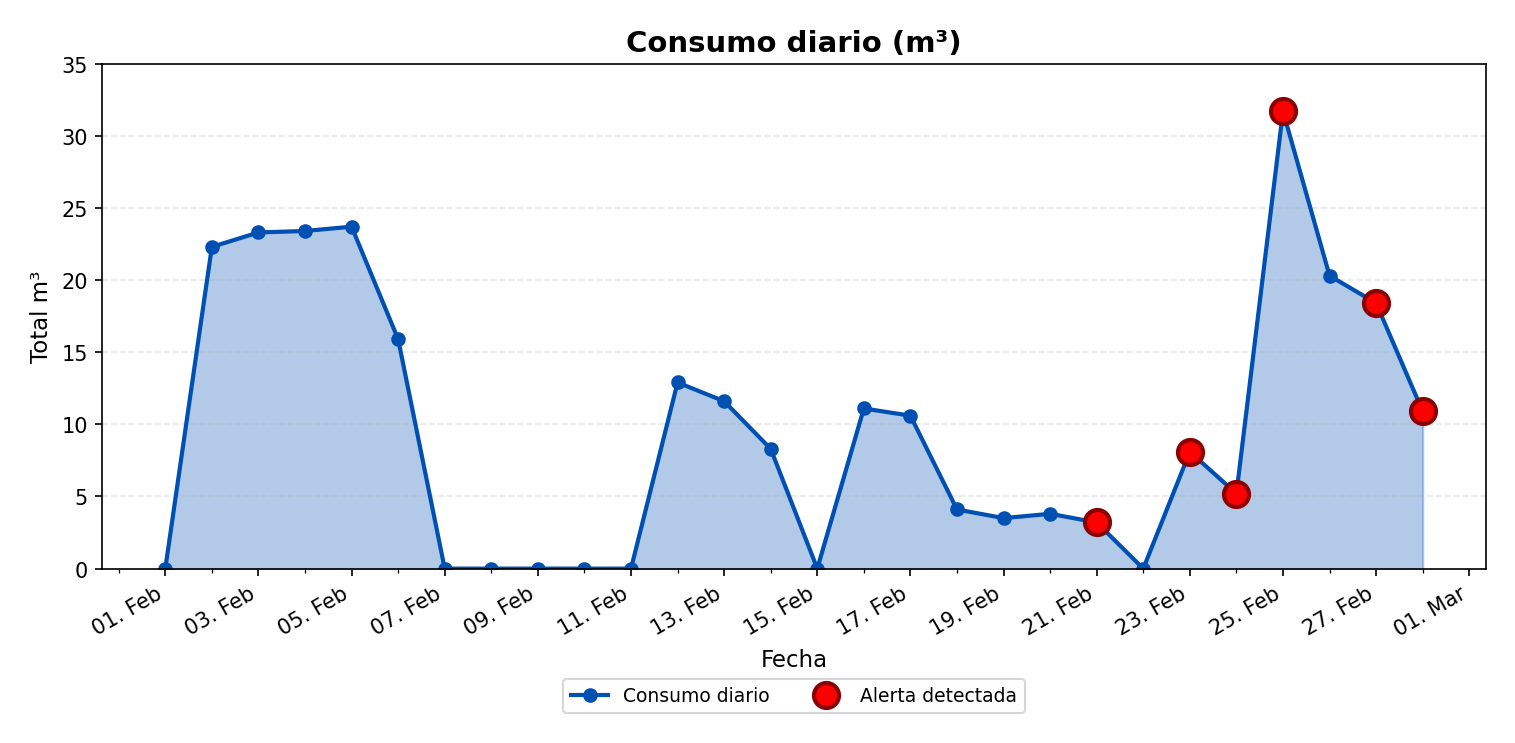 Consumo diario (m³)
35
30
25
20
15
10
5
0
Total m³
01. Feb
03. Feb
05. Feb
07. Feb
09. Feb
11. Feb
13. Feb
15. Feb
17. Feb
19. Feb
21. Feb
23. Feb
25. Feb
27. Feb
01. Mar
Fecha
Consumo diario
Alerta detectada